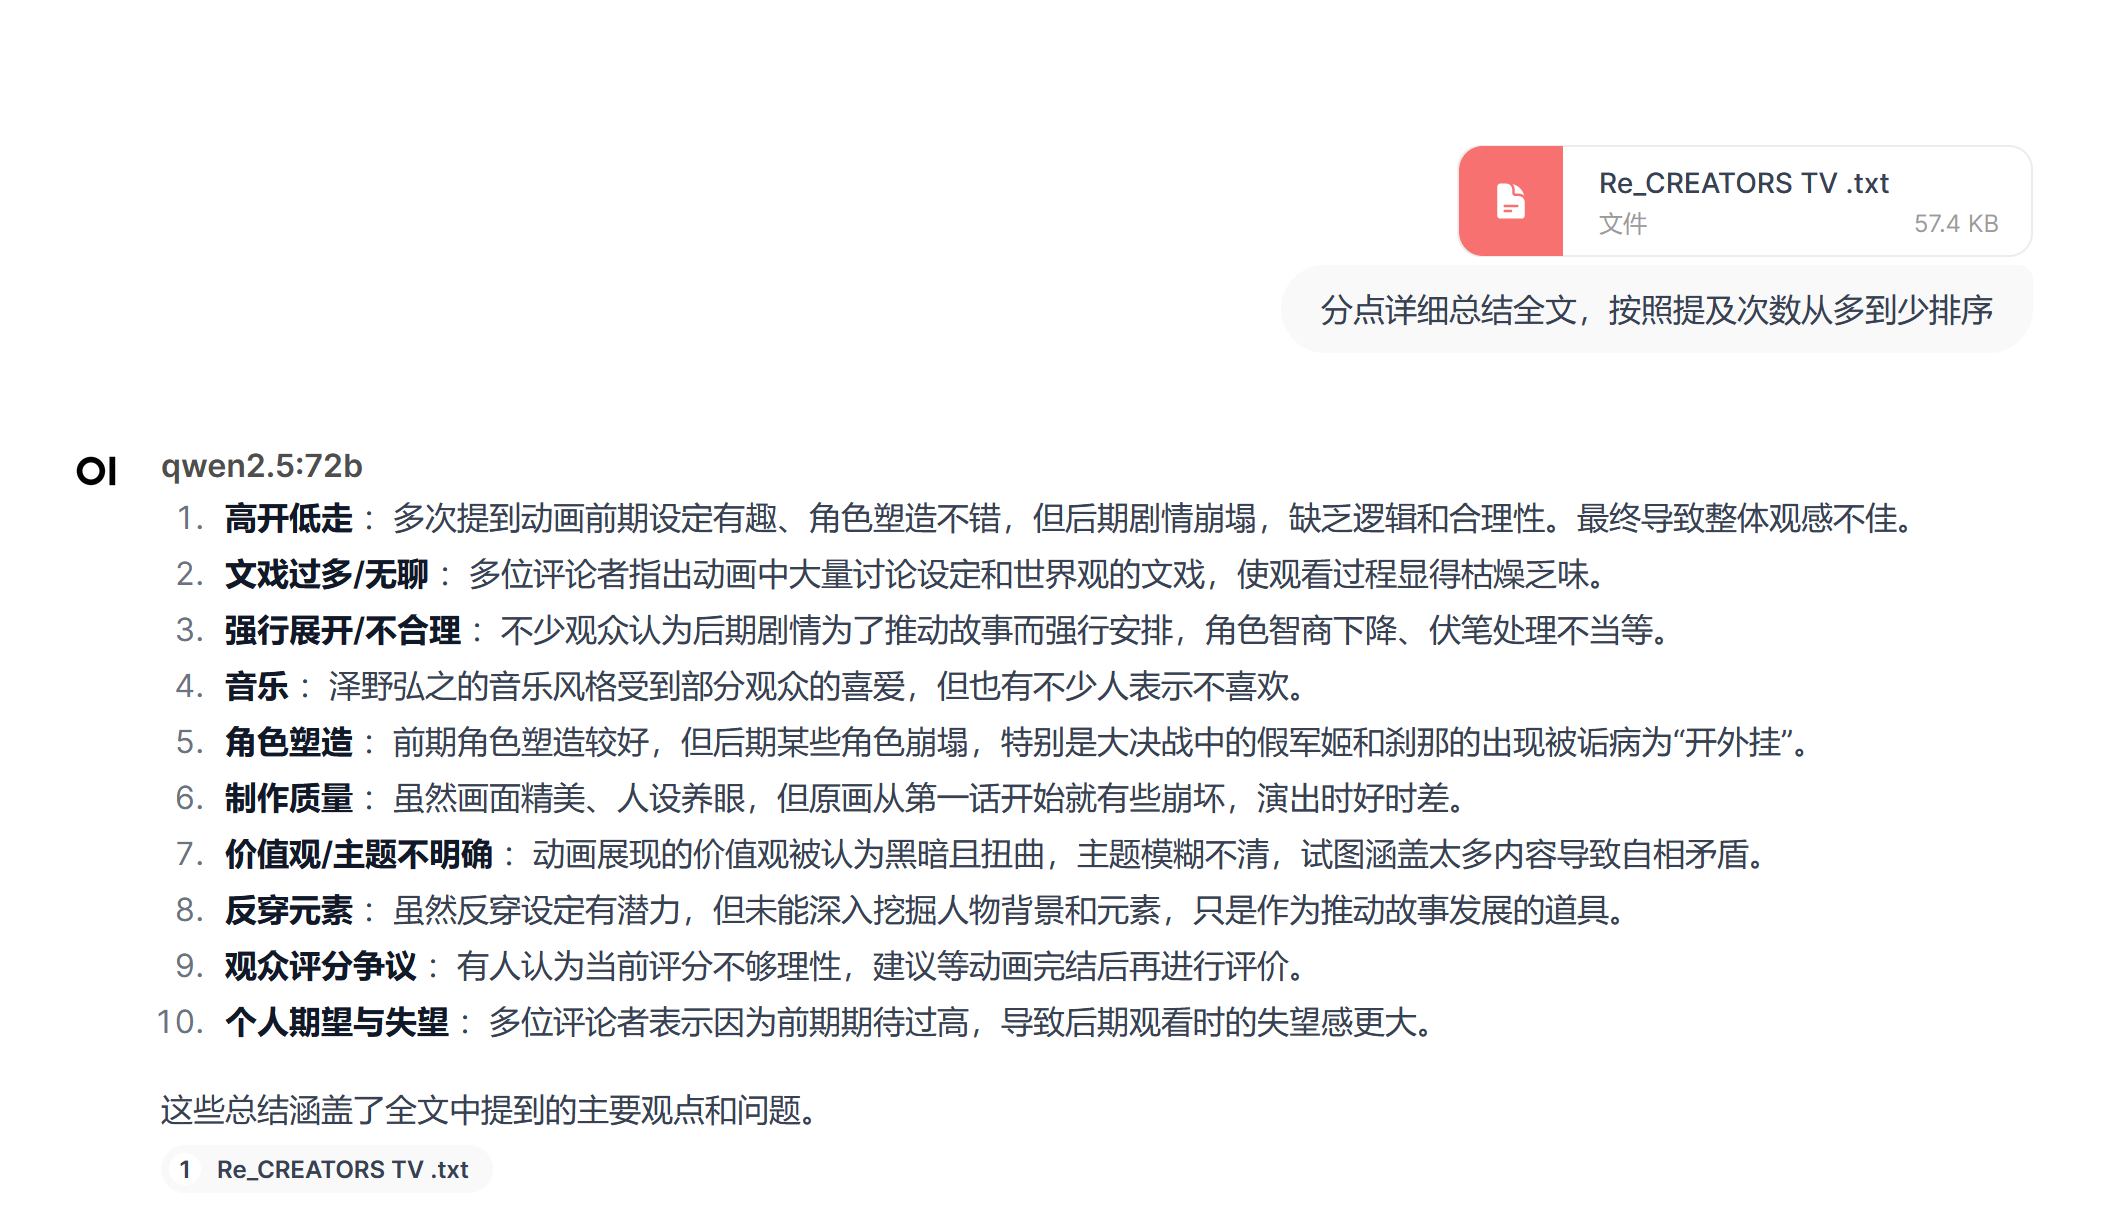 Re_CREATORS TV .txt
文件 57.4 KB
分点详细总结全文，按照提及次数从多到少排序
OI qwen2.5:72b
1. 高开低走： 多次提到动画前期设定有趣、角色塑造不错，但后期剧情崩塌，缺乏逻辑和合理性。最终导致整体观感不佳。
2. 文戏过多/无聊： 多位评论者指出动画中大量讨论设定和世界观的文戏，使观看过程显得枯燥乏味。
3. 强行展开/不合理： 不少观众认为后期剧情为了推动故事而强行安排，角色智商下降、伏笔处理不当等。
4. 音乐： 泽野弘之的音乐风格受到部分观众的喜爱，但也有不少人表示不喜欢。
5. 角色塑造： 前期角色塑造较好，但后期某些角色崩塌，特别是大决战中的假军姬和刹那的出现被诟病为“开外挂”。
6. 制作质量： 虽然画面精美、人设养眼，但原画从第一话开始就有些崩坏，演出时好时差。
7. 价值观/主题不明确： 动画展现的价值观被认为黑暗且扭曲，主题模糊不清，试图涵盖太多内容导致自相矛盾。
8. 反穿元素： 虽然反穿设定有潜力，但未能深入挖掘人物背景和元素，只是作为推动故事发展的道具。
9. 观众评分争议： 有人认为当前评分不够理性，建议等动画完结后再进行评价。
10. 个人期望与失望： 多位评论者表示因为前期期待过高，导致后期观看时的失望感更大。
这些总结涵盖了全文中提到的主要观点和问题。
1 Re_CREATORS TV .txt